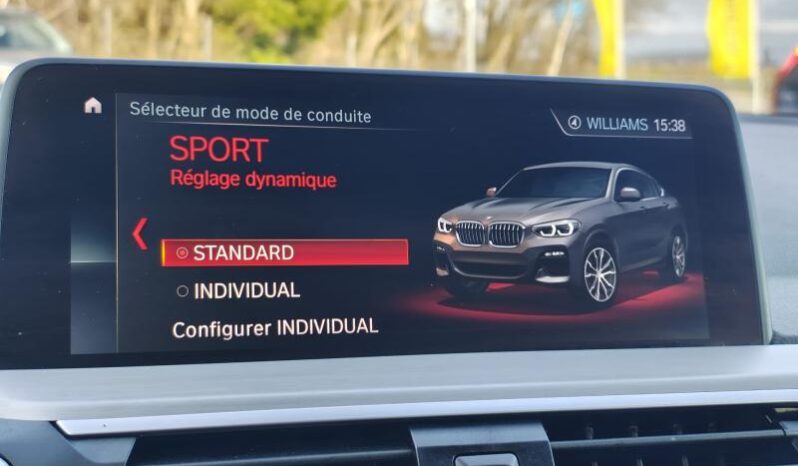 Sélecteur de mode de conduite
WILLIAMS 15:38
SPORT
Réglage dynamique
STANDARD
INDIVIDUAL
Configurer INDIVIDUAL